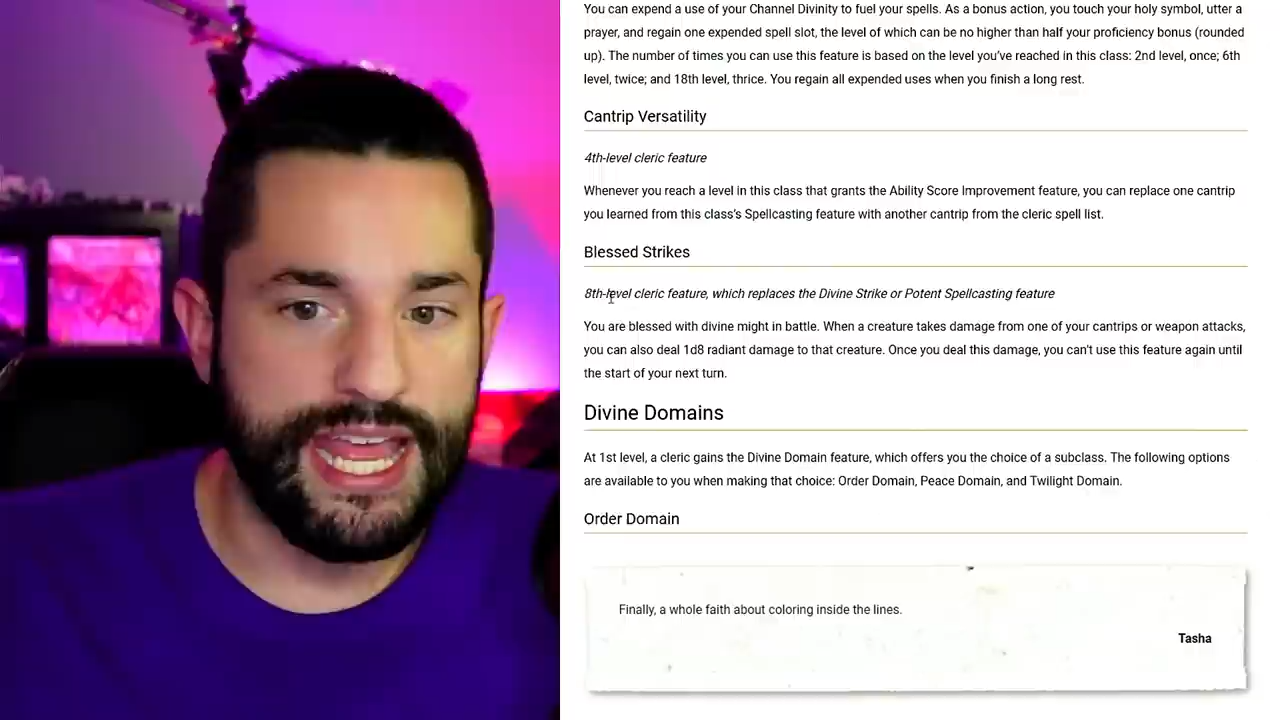 You can expend a use of your Channel Divinity to fuel your spells. As a bonus action, you touch your holy symbol, utter a
prayer, and regain one expended spell slot, the level of which can be no higher than half your proficiency bonus (rounded
up). The number of times you can use this feature is based on the level you've reached in this class: 2nd level, once; 6th
level, twice; and 18th level, thrice. You regain all expended uses when you finish a long rest.
Cantrip Versatility
4th-level cleric feature
Whenever you reach a level in this class that grants the Ability Score Improvement feature, you can replace one cantrip
you learned from this class's Spellcasting feature with another cantrip from the cleric spell list.
Blessed Strikes
8th-level cleric feature, which replaces the Divine Strike or Potent Spellcasting feature
You are blessed with divine might in battle. When a creature takes damage from one of your cantrips or weapon attacks,
you can also deal 1d8 radiant damage to that creature. Once you deal this damage, you can't use this feature again until
the start of your next turn.
Divine Domains
At 1st level, a cleric gains the Divine Domain feature, which offers you the choice of a subclass. The following options
are available to you when making that choice: Order Domain, Peace Domain, and Twilight Domain.
Order Domain
Finally, a whole faith about coloring inside the lines.
Tasha